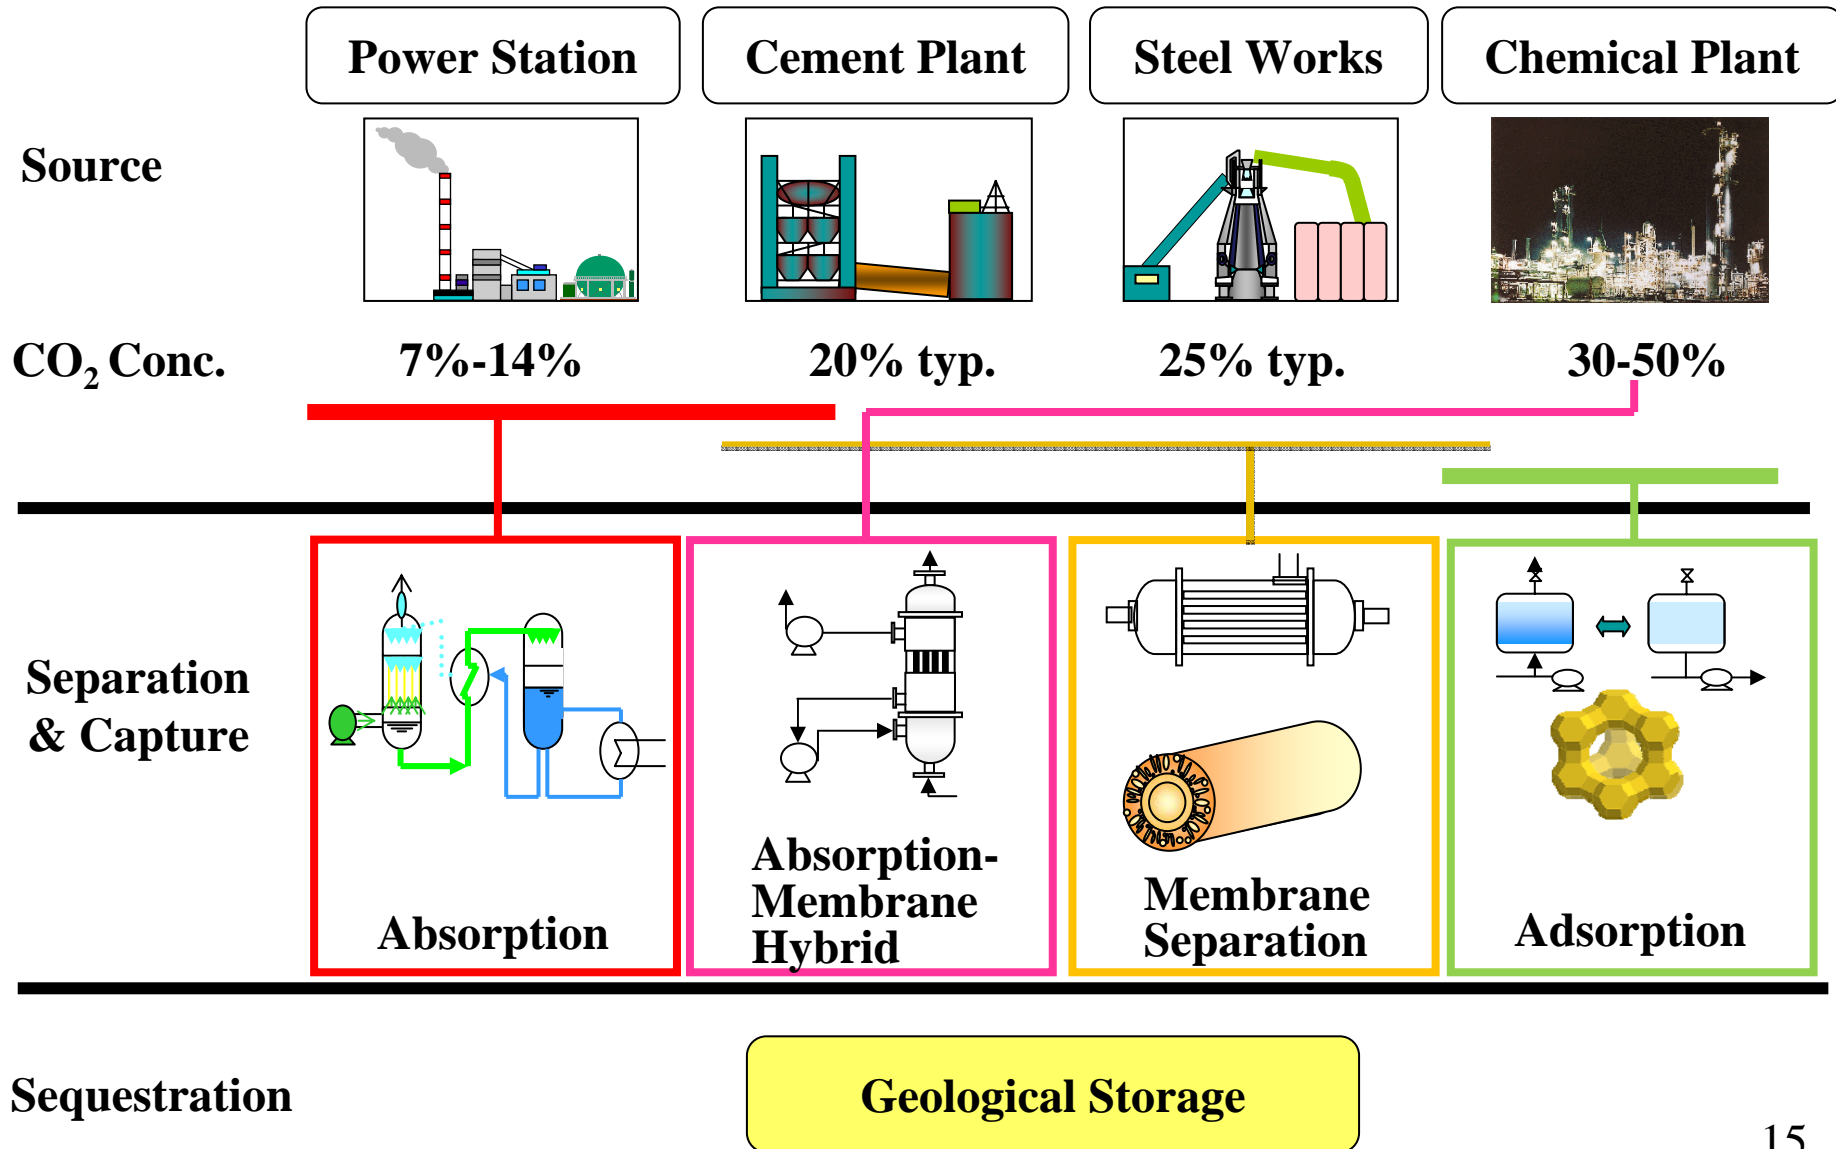 Power Station
Cement Plant
Steel Works
Chemical Plant
Source
CO₂ Conc.
7%-14%
20% typ.
25% typ.
30-50%
Separation
& Capture
Absorption
Absorption-
Membrane
Hybrid
Membrane
Separation
Adsorption
Sequestration
Geological Storage
15